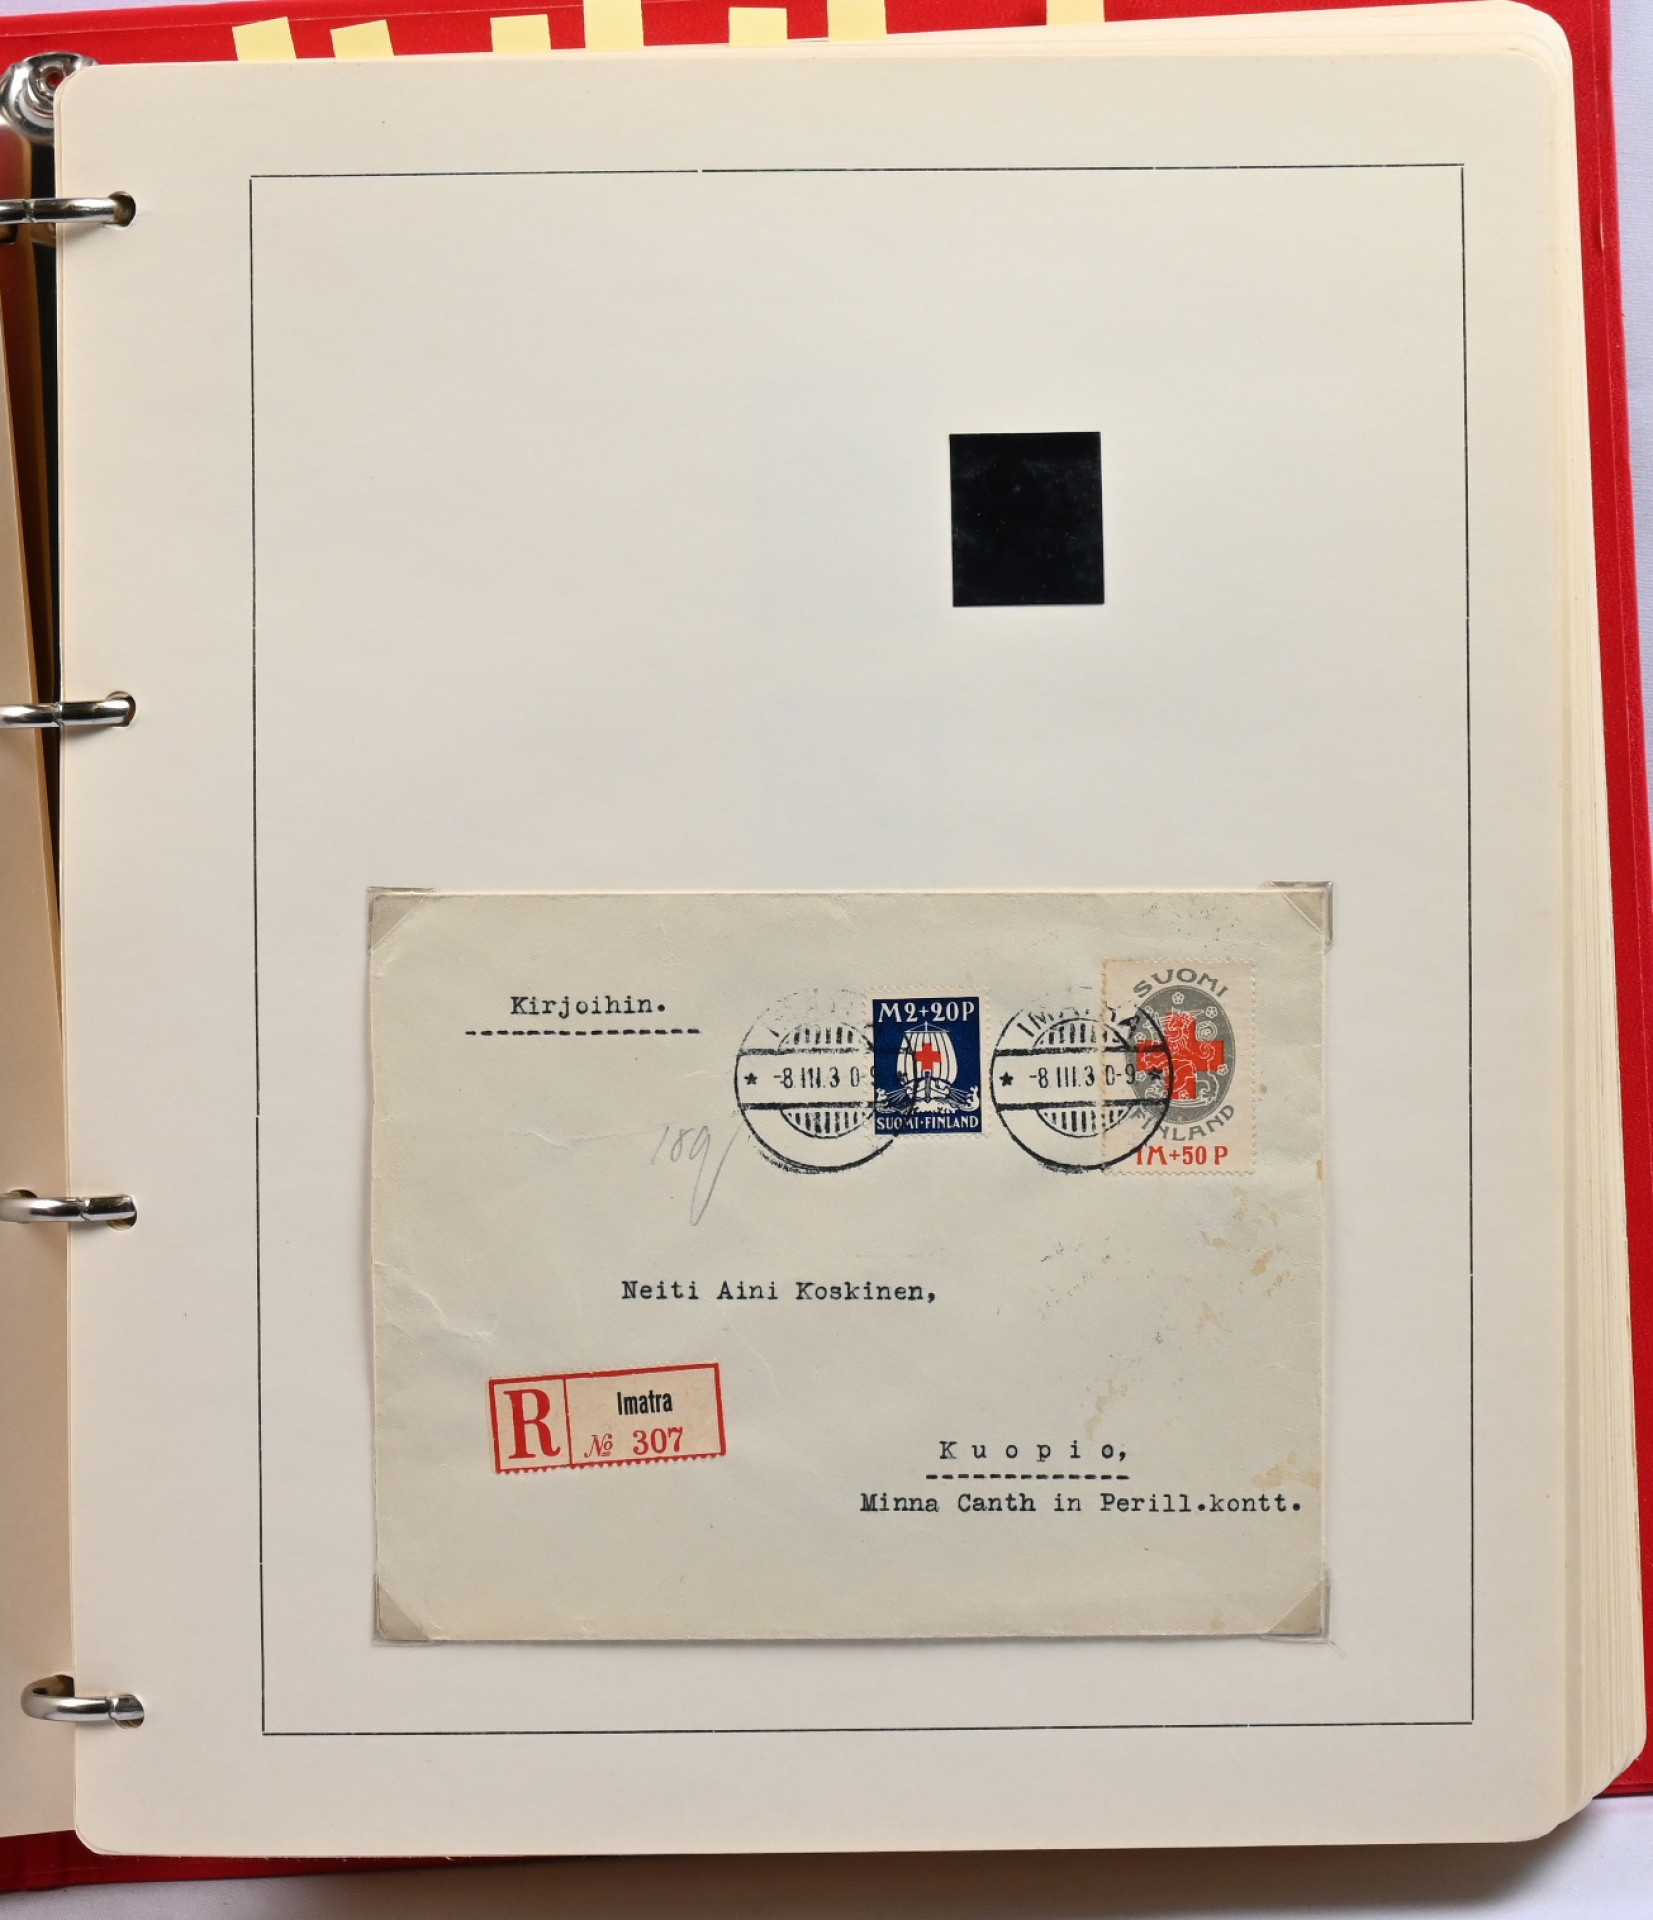 Kirjoihin.
M2+20P
SUOMI·FINLAND
SUOMI
FINLAND
1M+50 P
* -8.III.30-9 *
IMATRA
* -8.III.30-9 *
189
Neiti Aini Koskinen,
R Imatra
№ 307
Kuopio,
Minna Canth in Perill.kontt.